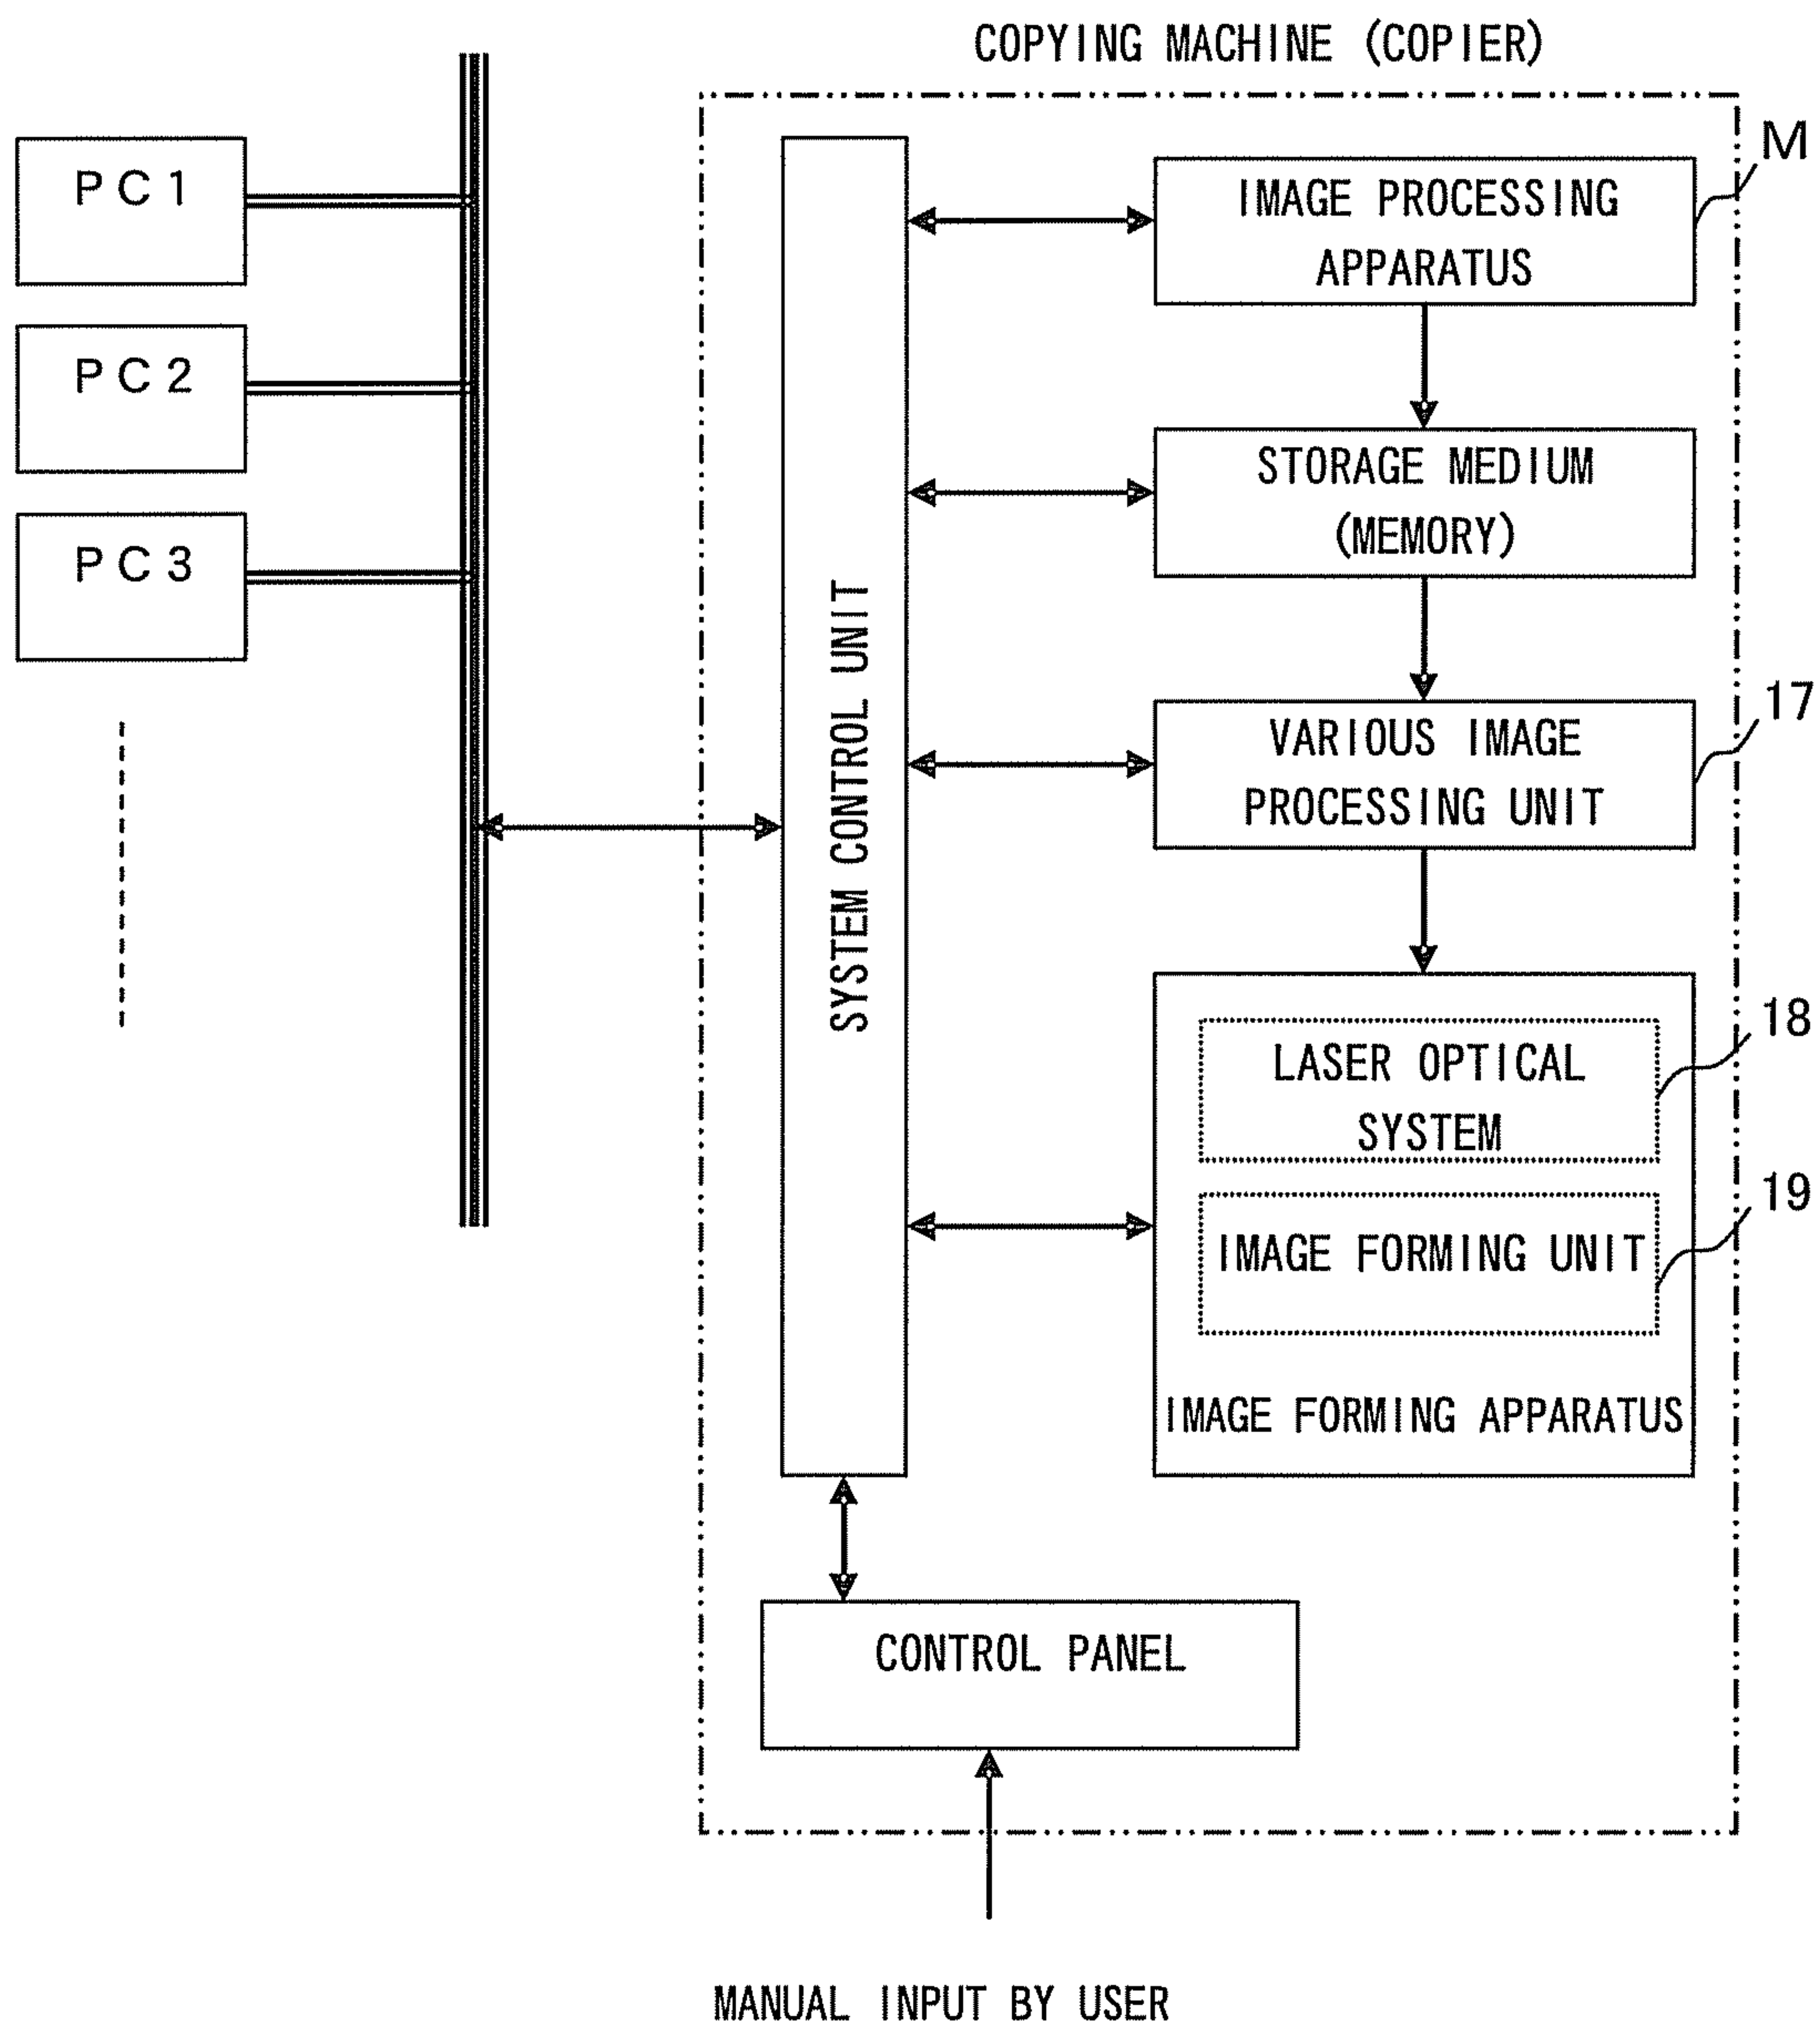 COPYING MACHINE (COPIER)
PC1
PC2
PC3
SYSTEM CONTROL UNIT
M
IMAGE PROCESSING
APPARATUS
STORAGE MEDIUM
(MEMORY)
17
VARIOUS IMAGE
PROCESSING UNIT
18
LASER OPTICAL
SYSTEM
19
IMAGE FORMING UNIT
IMAGE FORMING APPARATUS
CONTROL PANEL
MANUAL INPUT BY USER